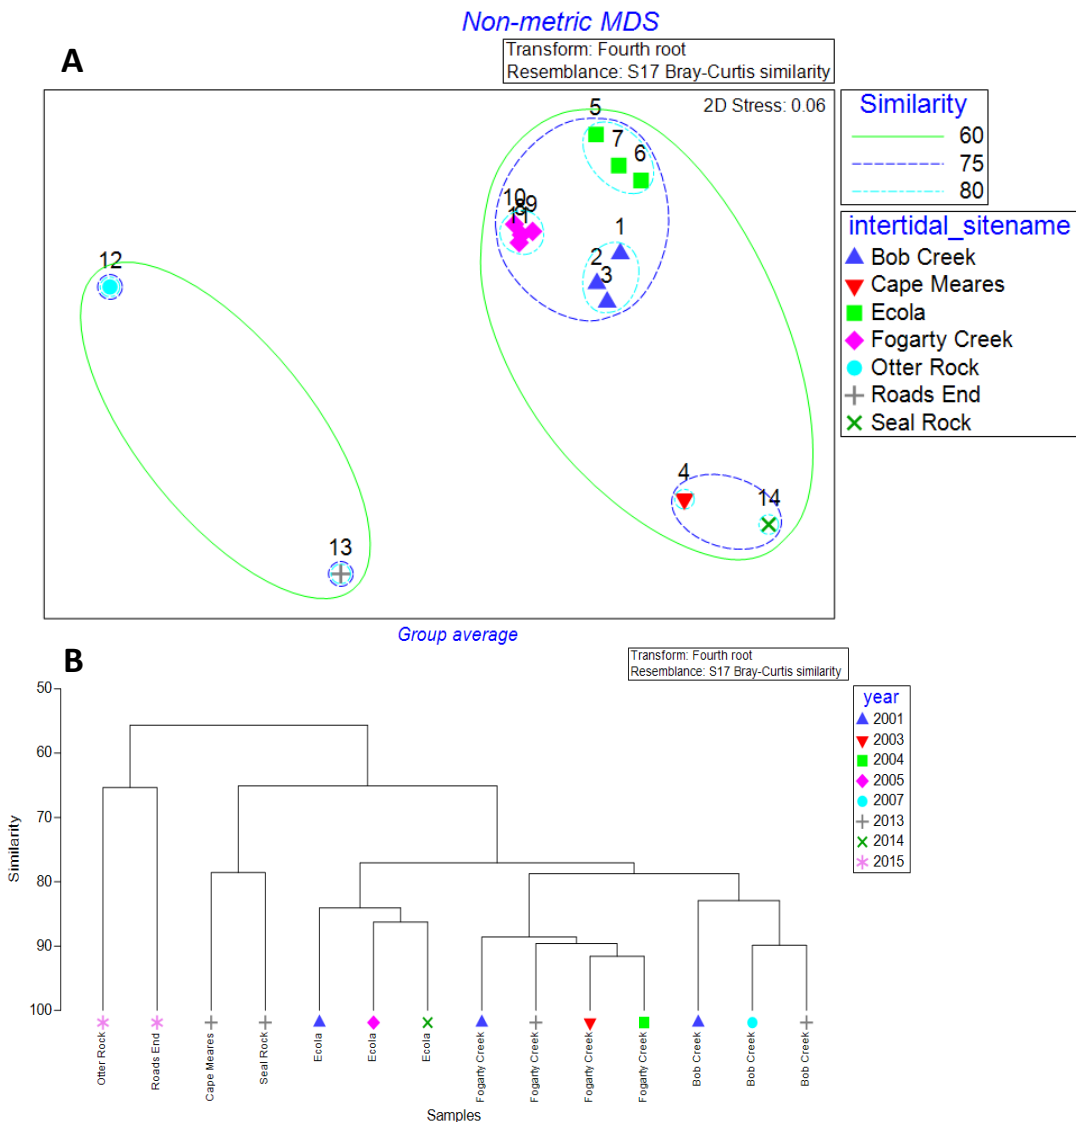 Non-metric MDS
A
Transform: Fourth root
Resemblance: S17 Bray-Curtis similarity
2D Stress: 0.06
Similarity
60
75
80
intertidal_sitename
Bob Creek
Cape Meares
Ecola
Fogarty Creek
Otter Rock
Roads End
Seal Rock
5
7
6
10
9
1
2
3
12
4
14
13
Group average
B
Transform: Fourth root
Resemblance: S17 Bray-Curtis similarity
year
2001
2003
2004
2005
2007
2013
2014
2015
Similarity
50
60
70
80
90
100
Otter Rock
Roads End
Cape Meares
Seal Rock
Ecola
Ecola
Ecola
Fogarty Creek
Fogarty Creek
Fogarty Creek
Fogarty Creek
Bob Creek
Bob Creek
Bob Creek
Samples